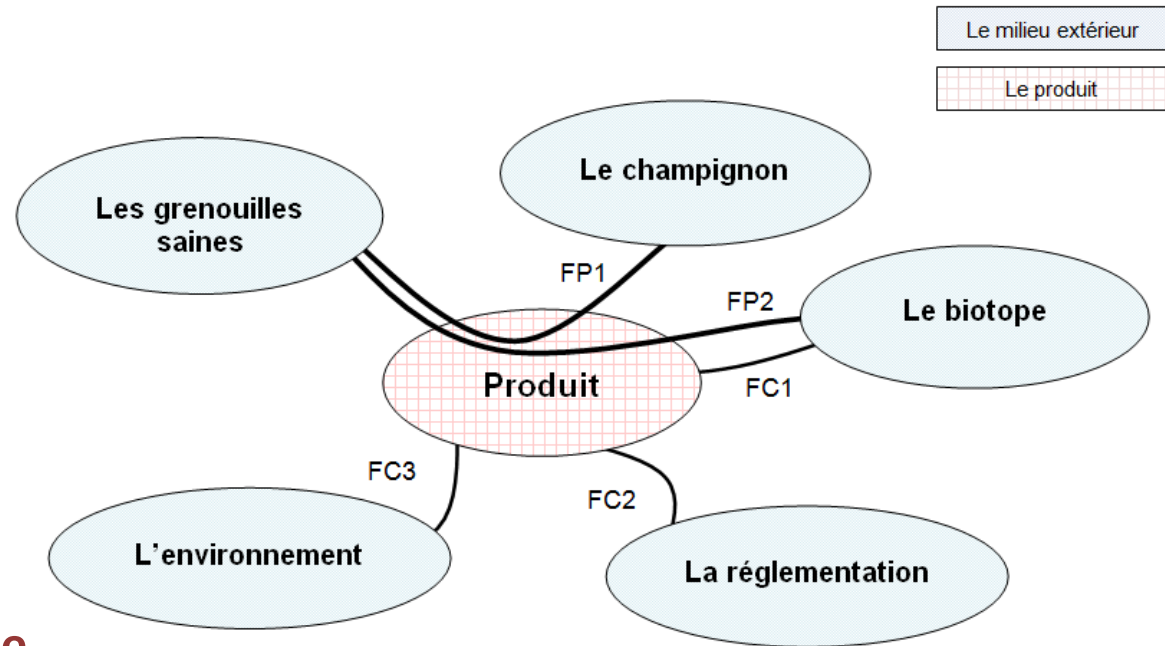 Le milieu extérieur
Le produit
Le champignon
Les grenouilles
saines
FP1
FP2
Le biotope
Produit
FC1
FC3
FC2
L'environnement
La réglementation